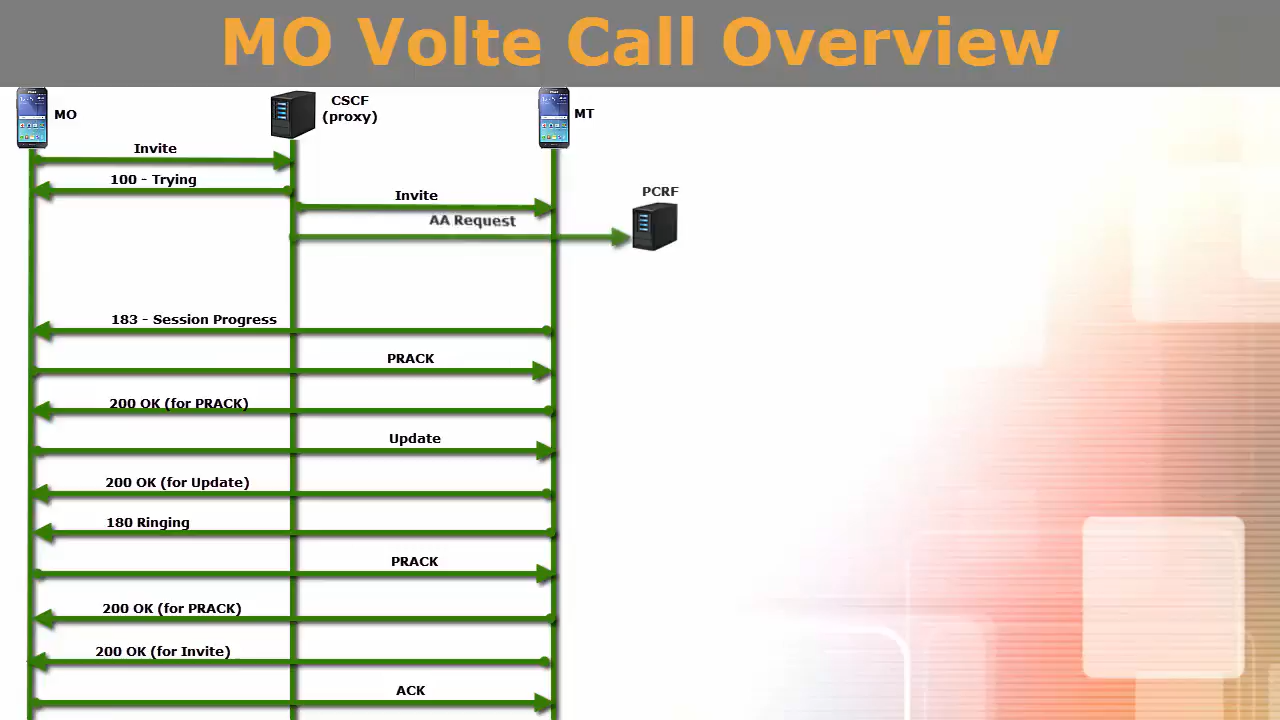 MO Volte Call Overview
MO
CSCF
(proxy)
MT
Invite
100 - Trying
Invite
PCRF
AA Request
183 - Session Progress
PRACK
200 OK (for PRACK)
Update
200 OK (for Update)
180 Ringing
PRACK
200 OK (for PRACK)
200 OK (for Invite)
ACK